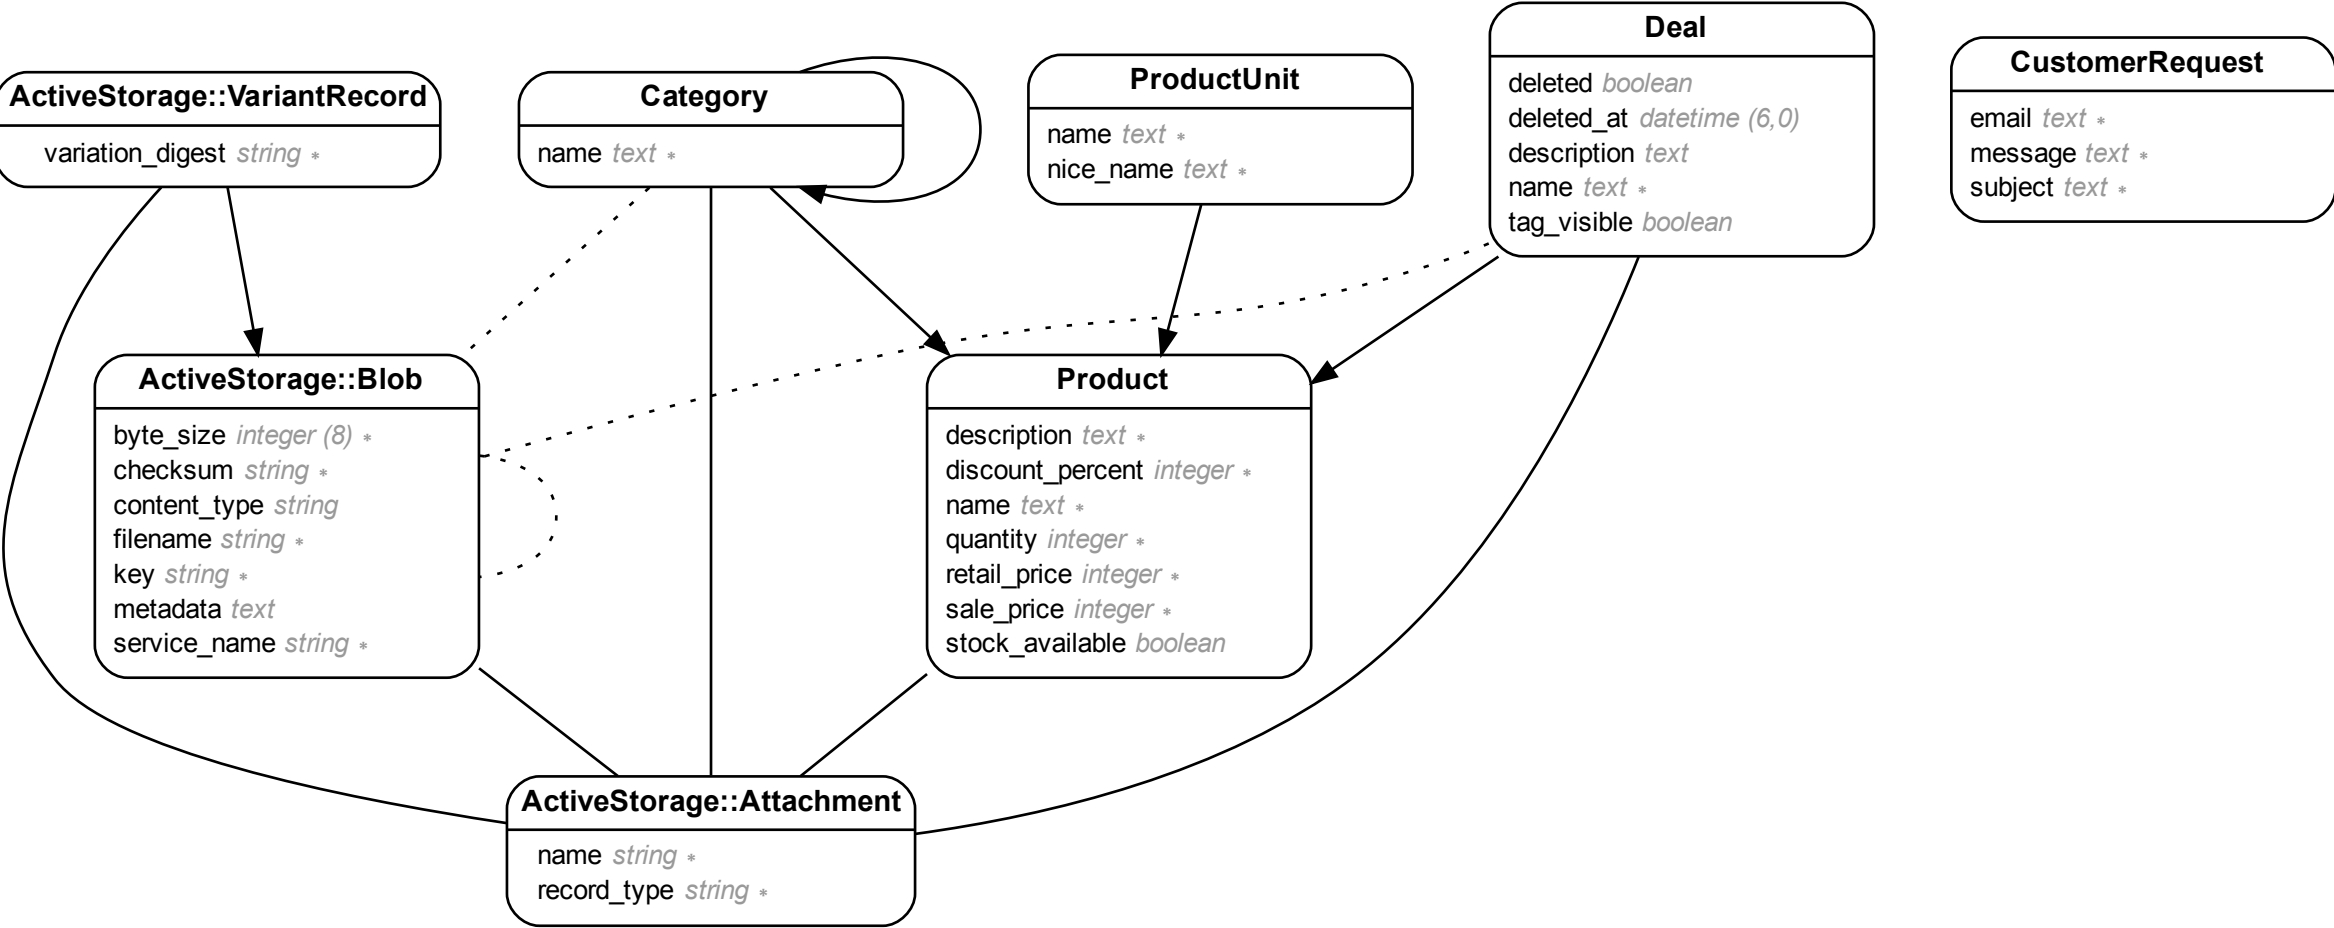 ActiveStorage::VariantRecord
variation_digest string *
Category
name text *
ProductUnit
name text *
nice_name text *
Deal
deleted boolean
deleted_at datetime (6,0)
description text
name text *
tag_visible boolean
CustomerRequest
email text *
message text *
subject text *
ActiveStorage::Blob
byte_size integer (8) *
checksum string *
content_type string
filename string *
key string *
metadata text
service_name string *
Product
description text *
discount_percent integer *
name text *
quantity integer *
retail_price integer *
sale_price integer *
stock_available boolean
ActiveStorage::Attachment
name string *
record_type string *